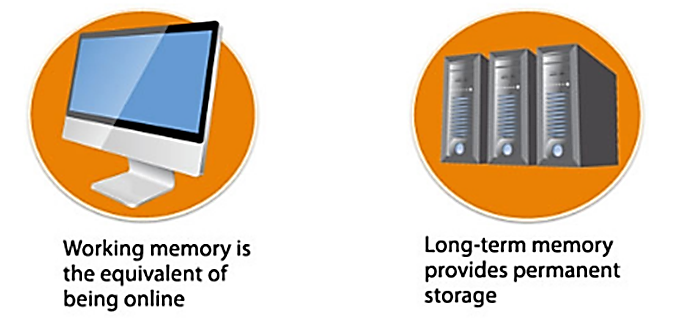 Working memory is
the equivalent of
being online
Long-term memory
provides permanent
storage